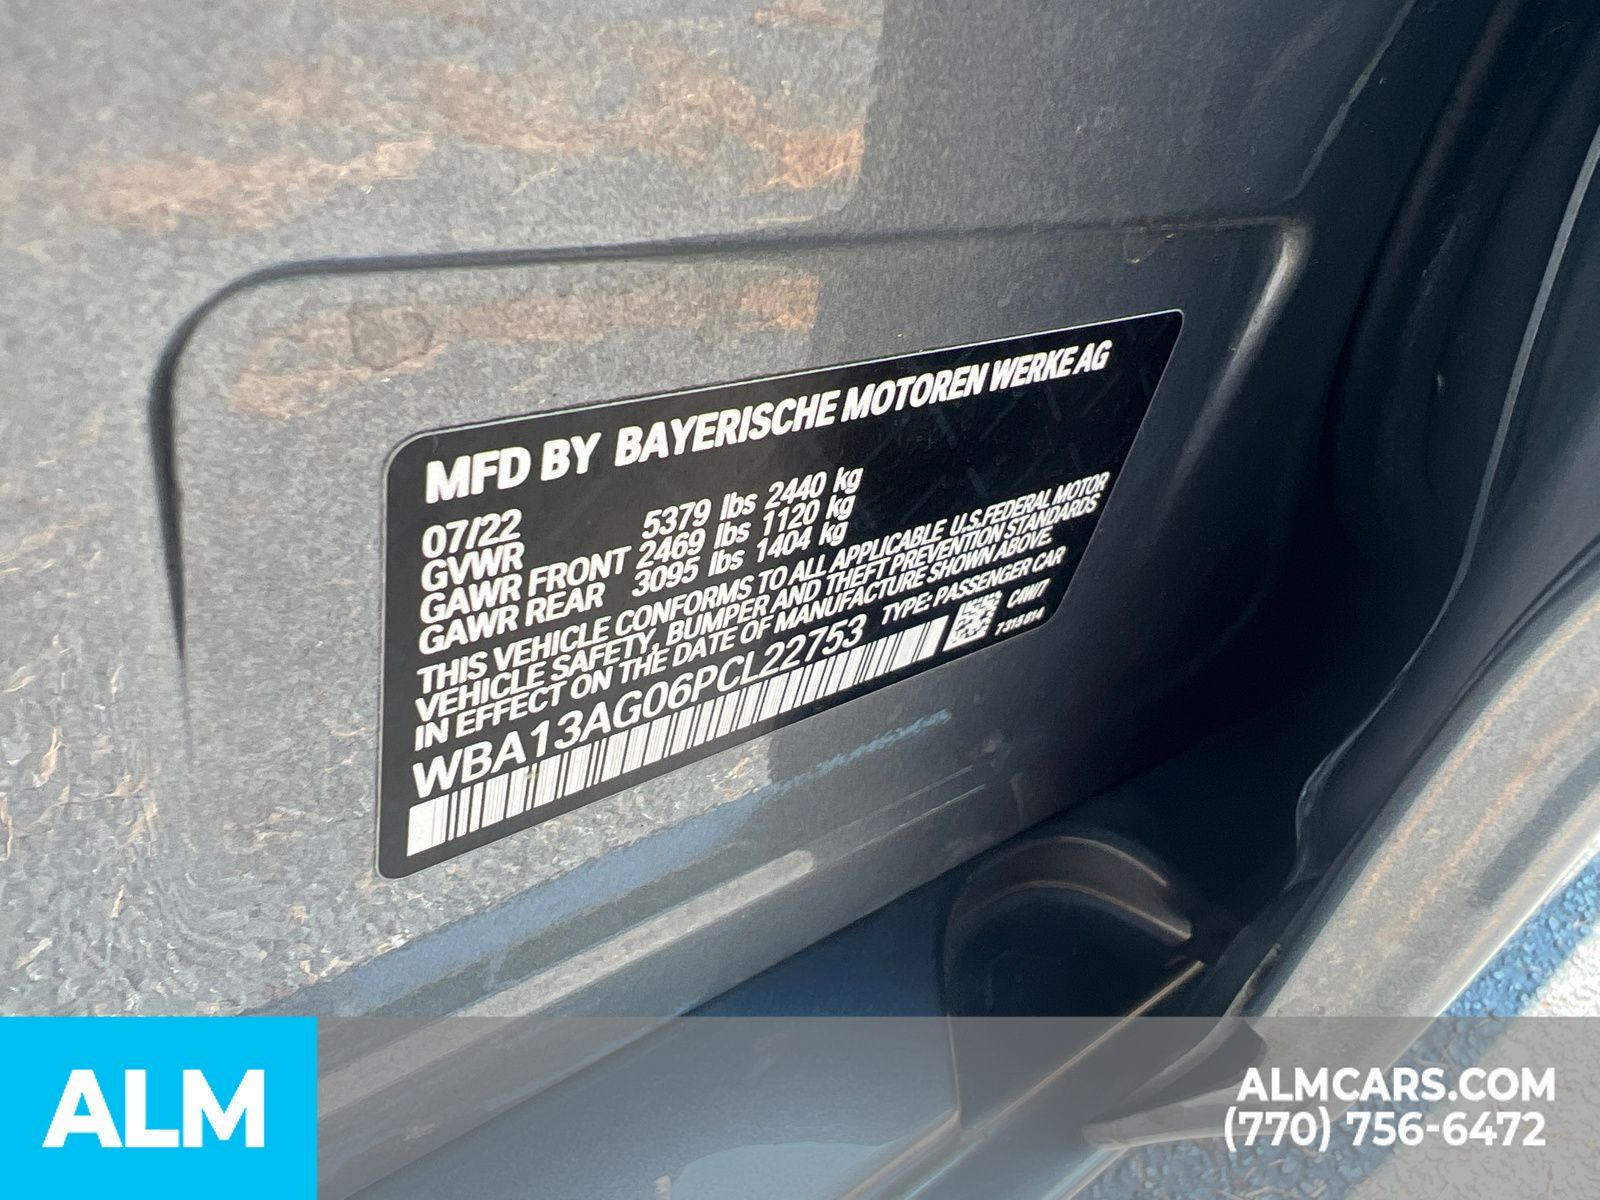 MFD BY BAYERISCHE MOTOREN WERKE AG
07/22
GVWR 5379 lbs 2440 kg
GAWR FRONT 2469 lbs 1120 kg
GAWR REAR 3095 lbs 1404 kg
THIS VEHICLE CONFORMS TO ALL APPLICABLE U.S.FEDERAL MOTOR
VEHICLE SAFETY, BUMPER AND THEFT PREVENTION STANDARDS
IN EFFECT ON THE DATE OF MANUFACTURE SHOWN ABOVE.
WBA13AG06PCL22753 TYPE: PASSENGER CAR
C4W7
7315014
ALM
ALMCARS.COM
(770) 756-6472